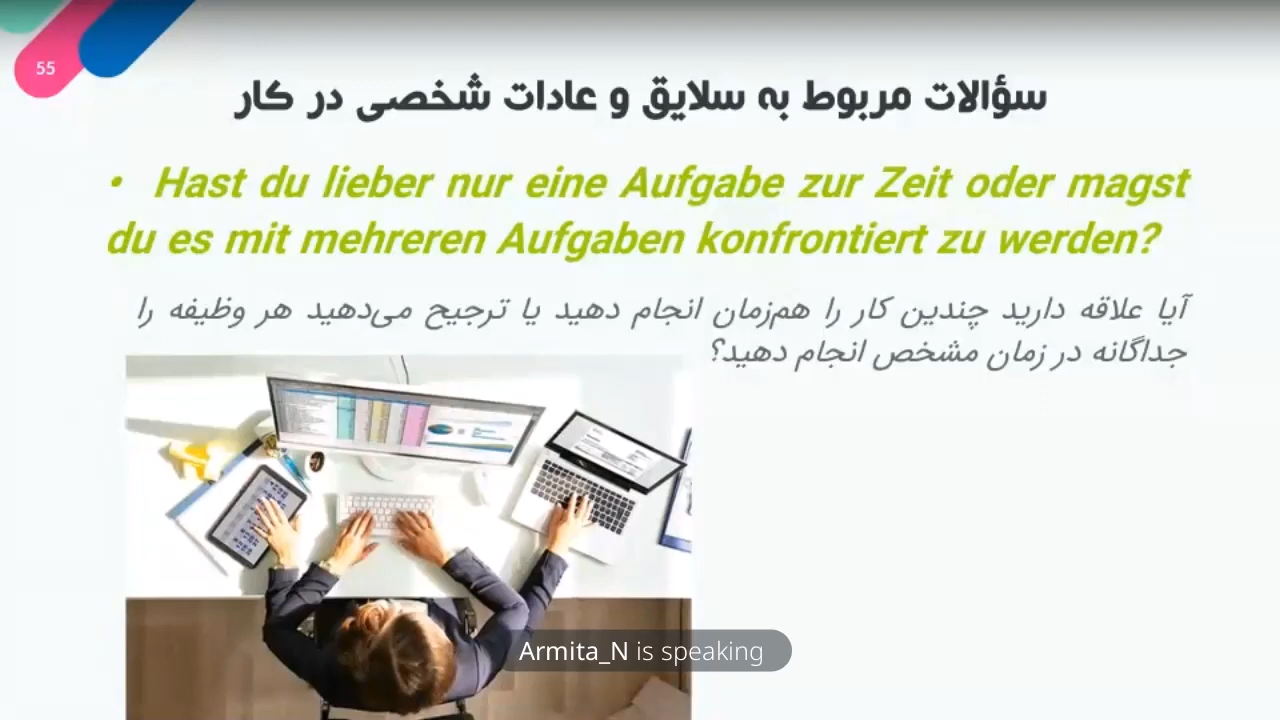 55
سؤالات مربوط به سلایق و عادات شخصی در کار
• Hast du lieber nur eine Aufgabe zur Zeit oder magst
du es mit mehreren Aufgaben konfrontiert zu werden?
آیا علاقه دارید چندین کار را هم‌زمان انجام دهید یا ترجیح می‌دهید هر وظیفه را
جداگانه در زمان مشخص انجام دهید؟
Armita_N is speaking